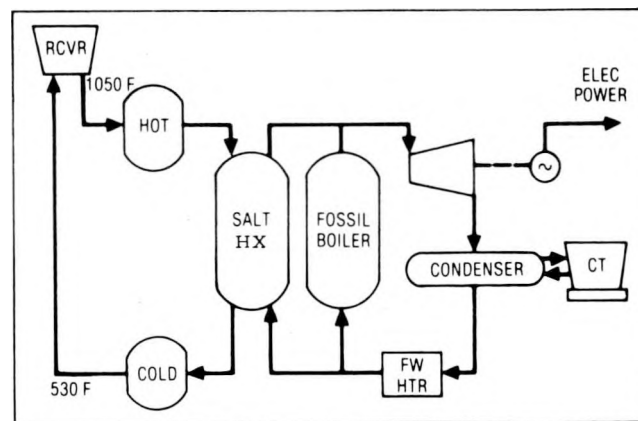 RCVR
1050 F
HOT
ELEC
POWER
SALT
HX
FOSSIL
BOILER
~
CONDENSER
CT
530 F
COLD
FW
HTR